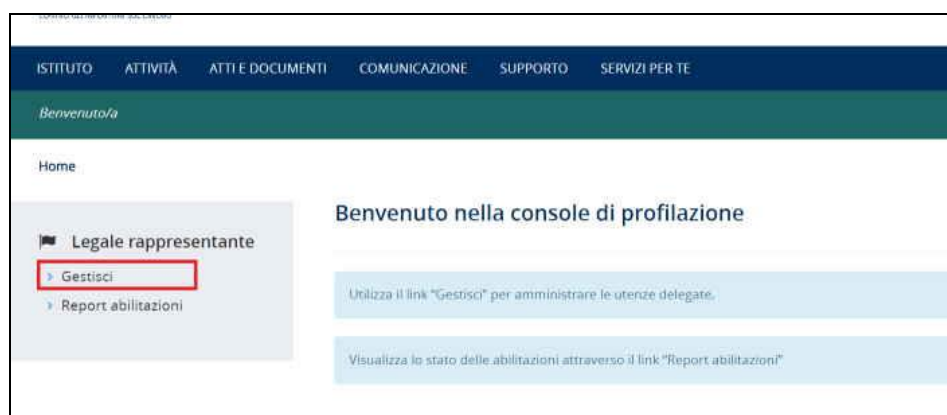 ISTITUTO ATTIVITÀ ATTI E DOCUMENTI COMUNICAZIONE SUPPORTO SERVIZI PER TE
Benvenuto/a
Home
Benvenuto nella console di profilazione
Legale rappresentante
Gestisci
Report abilitazioni
Utilizza il link "Gestisci" per amministrare le utenze delegate.
Visualizza lo stato delle abilitazioni attraverso il link "Report abilitazioni"